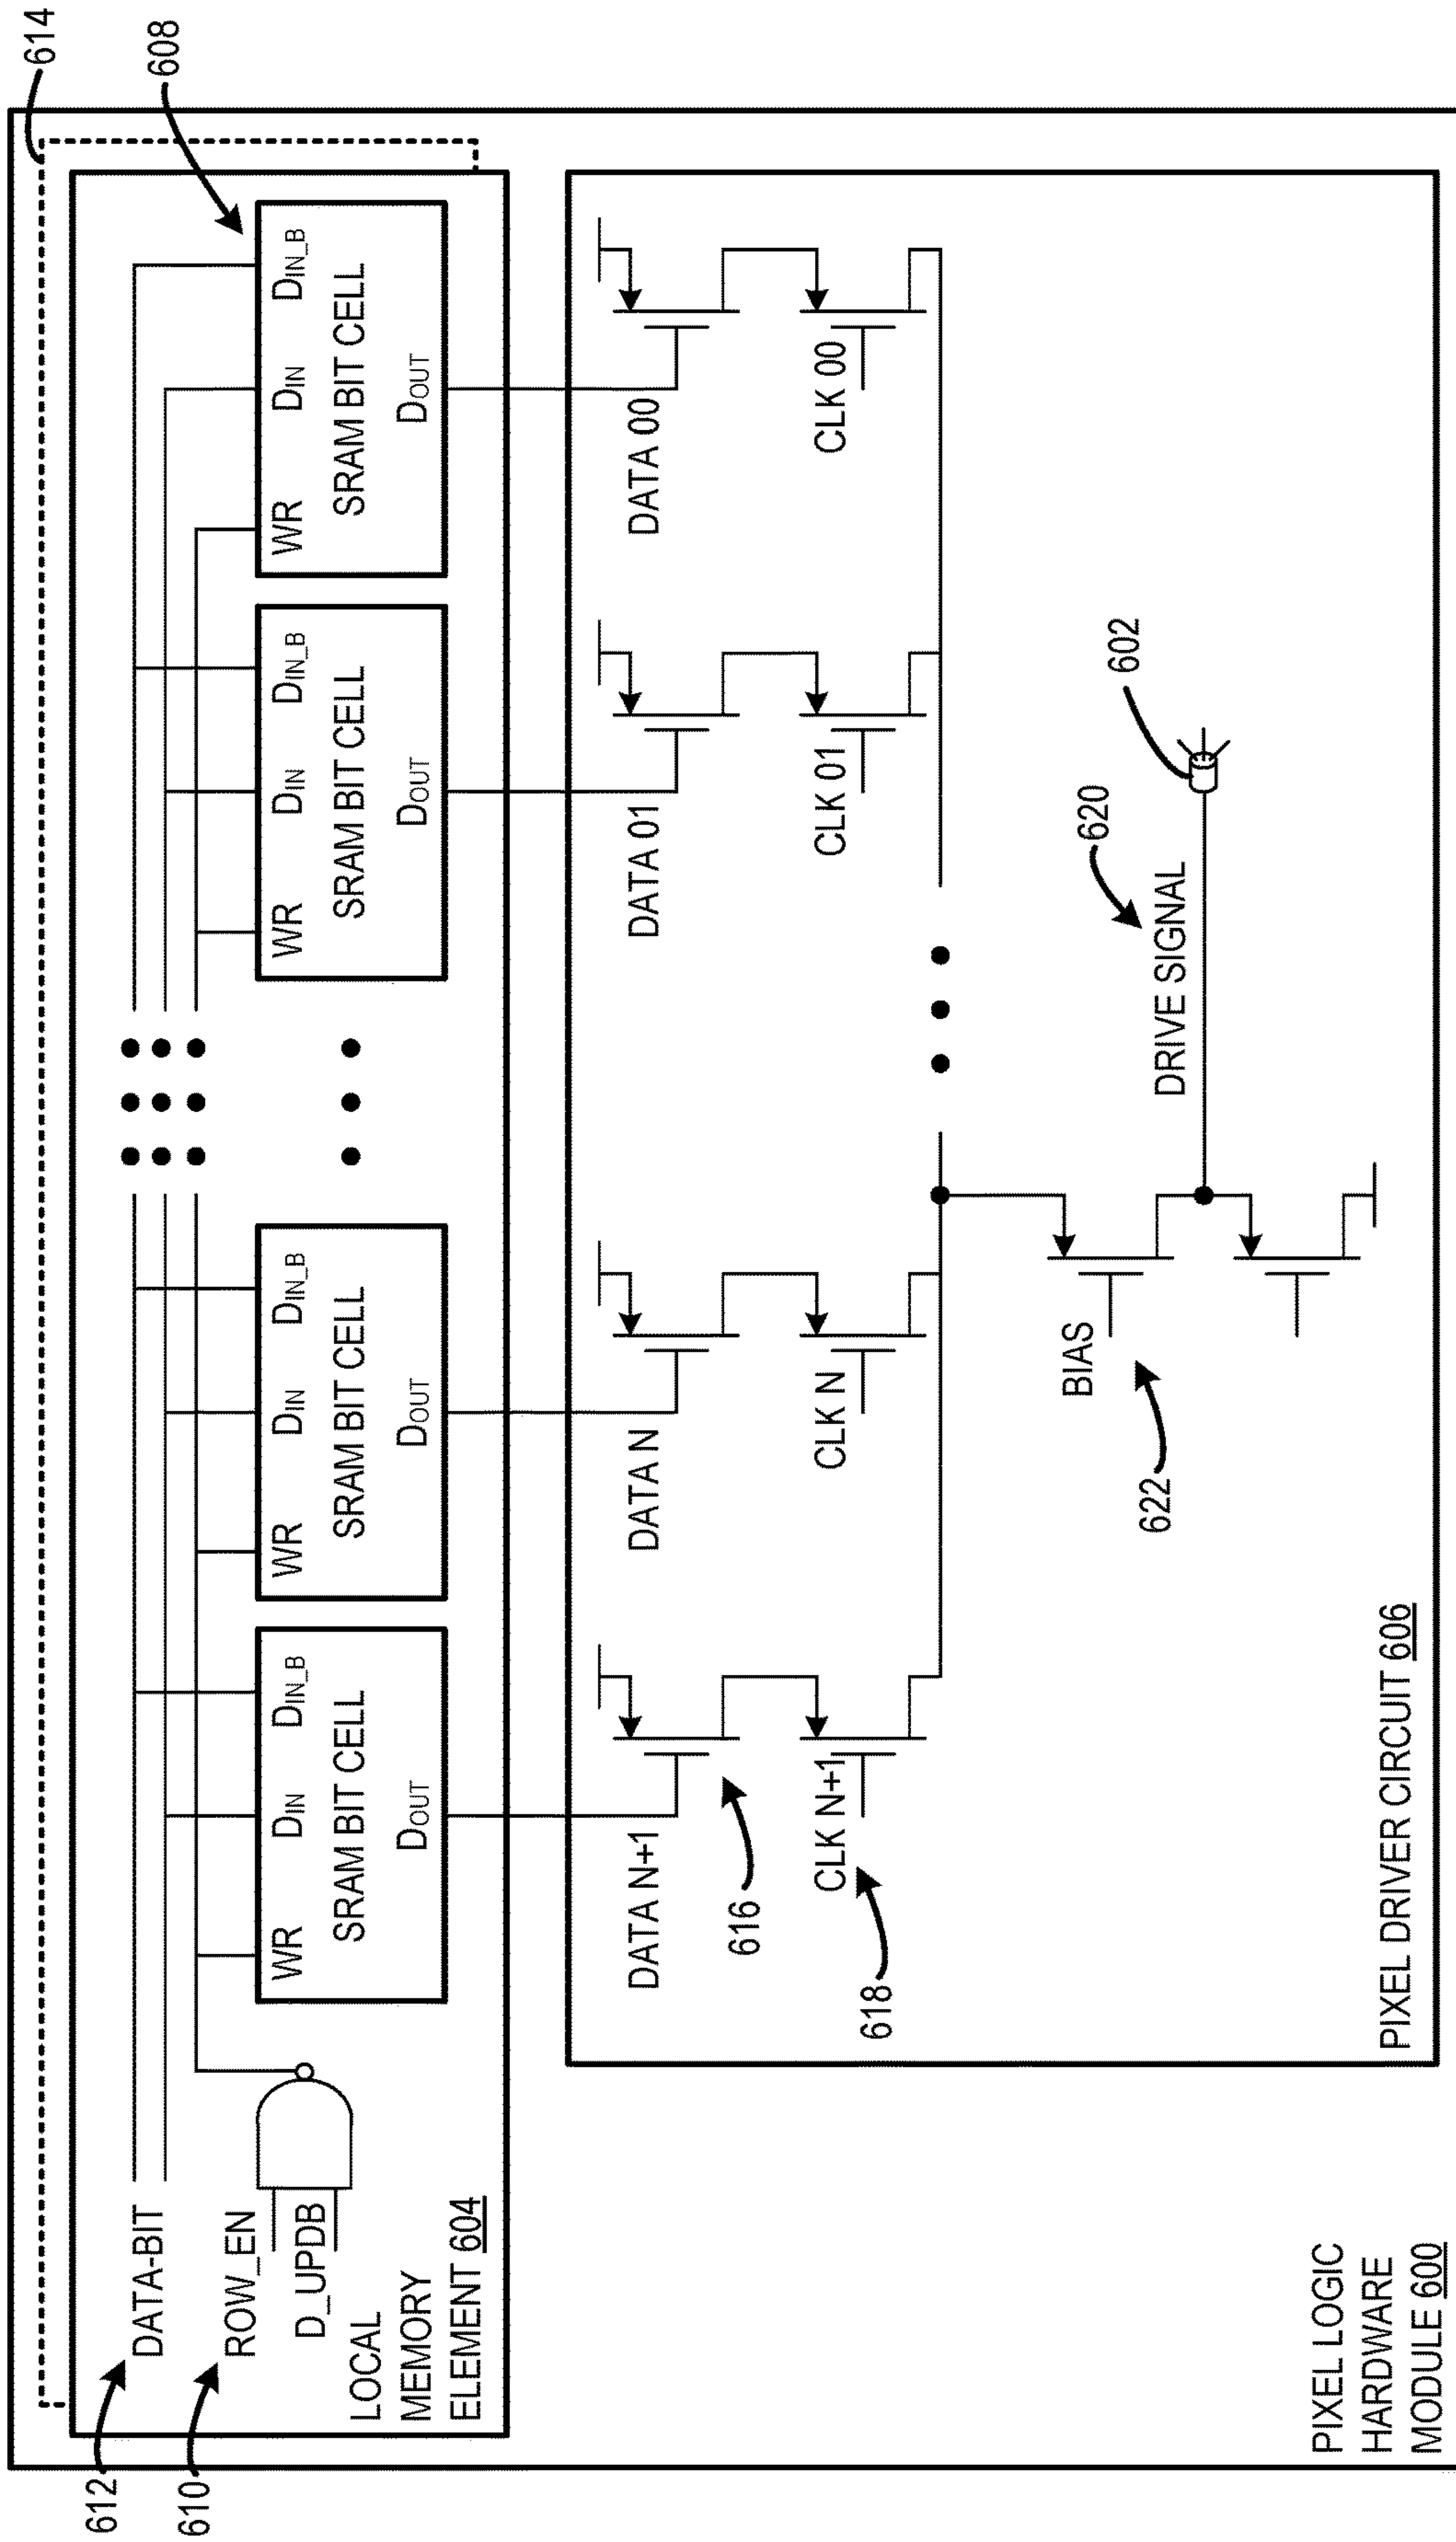 614
608
612
610
DATA-BIT
ROW_EN
D_UPDB
LOCAL
MEMORY
ELEMENT 604
WR DIN DIN_B
SRAM BIT CELL
DOUT
WR DIN DIN_B
SRAM BIT CELL
DOUT
WR DIN DIN_B
SRAM BIT CELL
DOUT
WR DIN DIN_B
SRAM BIT CELL
DOUT
DATA N+1
DATA N
DATA 01
DATA 00
616
CLK N+1
CLK N
CLK 01
CLK 00
618
BIAS
622
DRIVE SIGNAL
620
602
PIXEL DRIVER CIRCUIT 606
PIXEL LOGIC
HARDWARE
MODULE 600